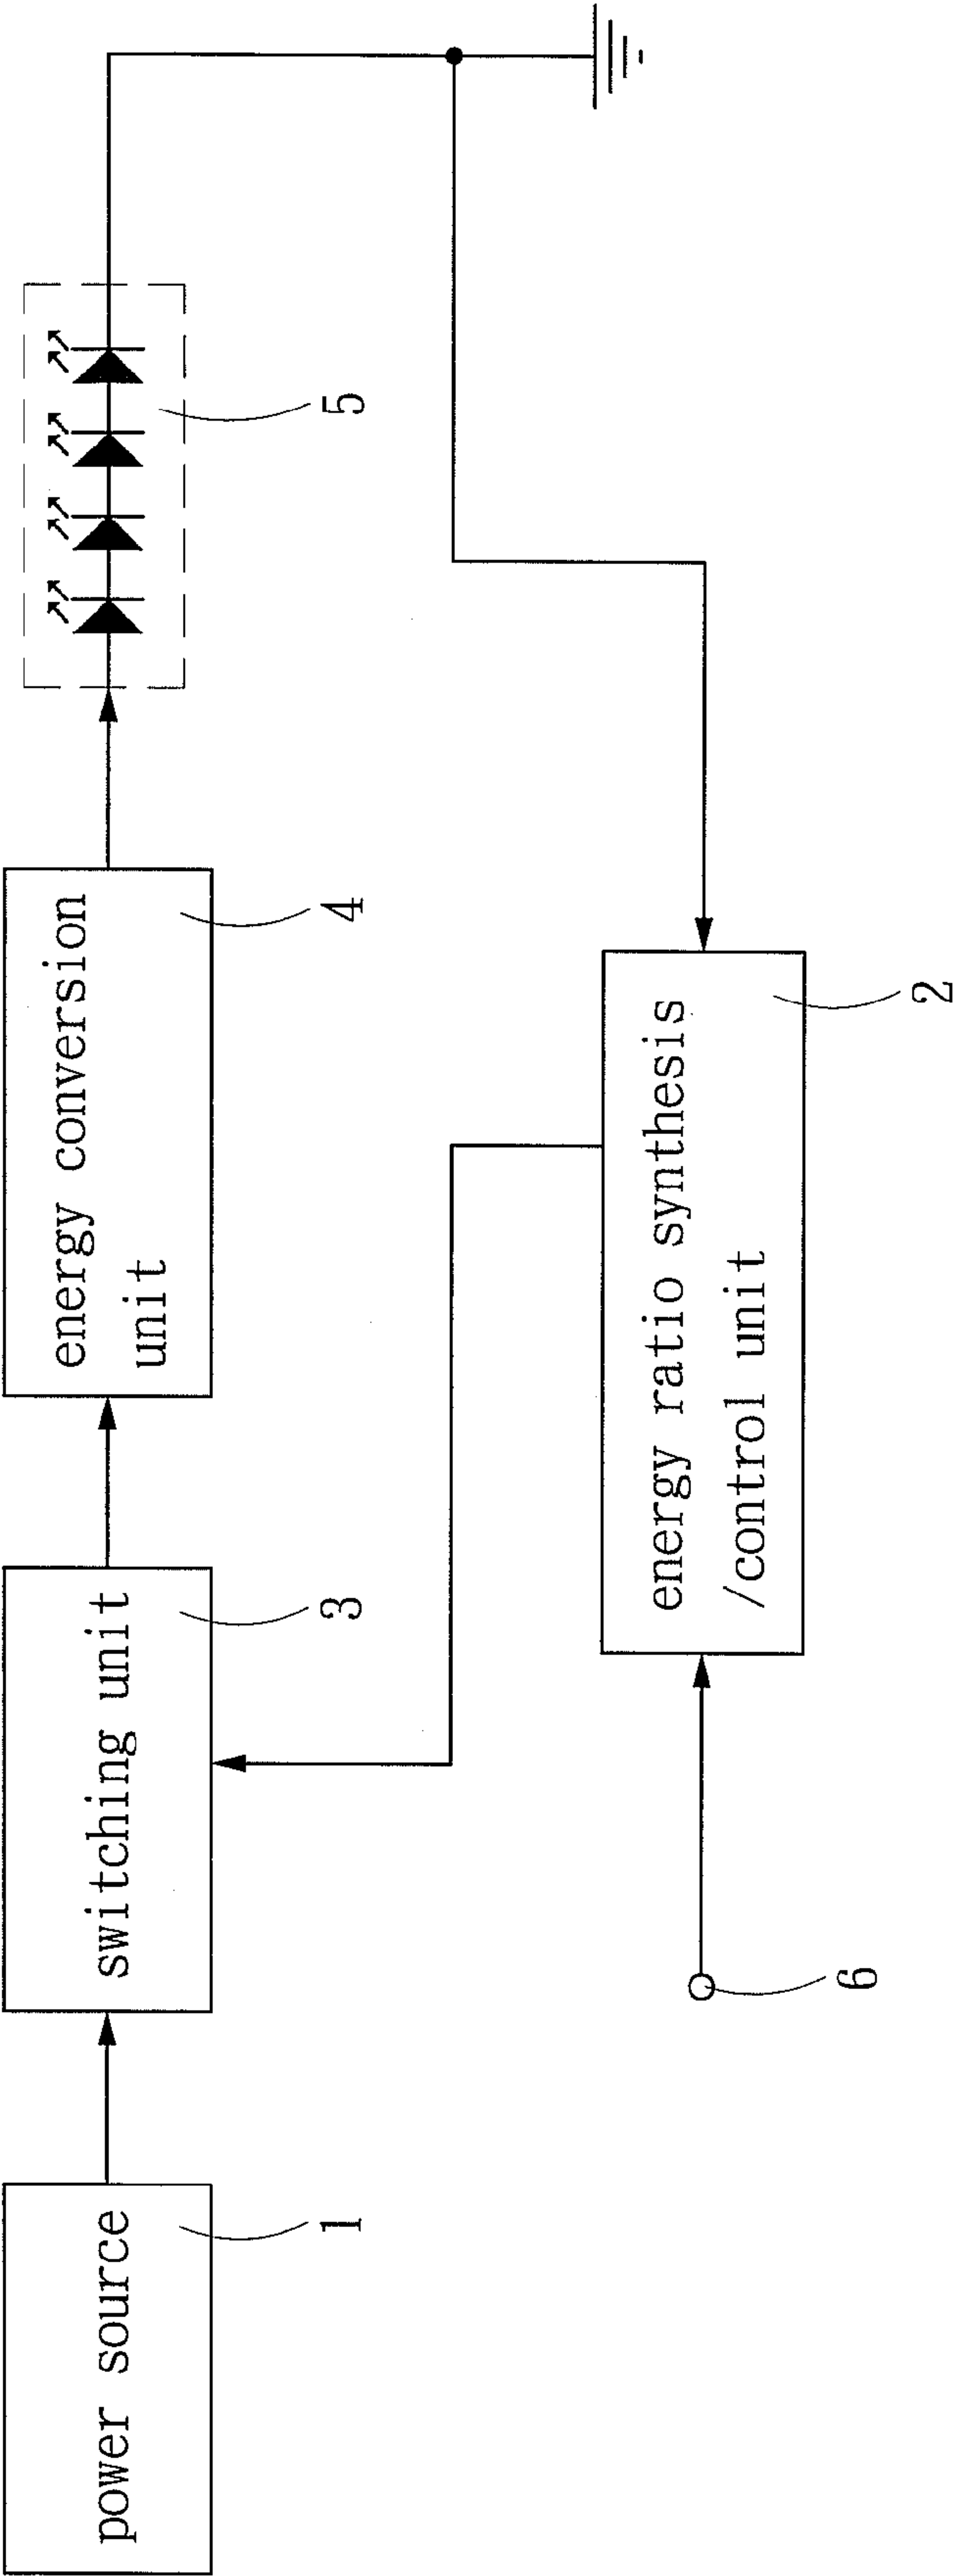 power source
1
switching unit
3
energy conversion
unit
4
5
energy ratio synthesis
/control unit
2
6